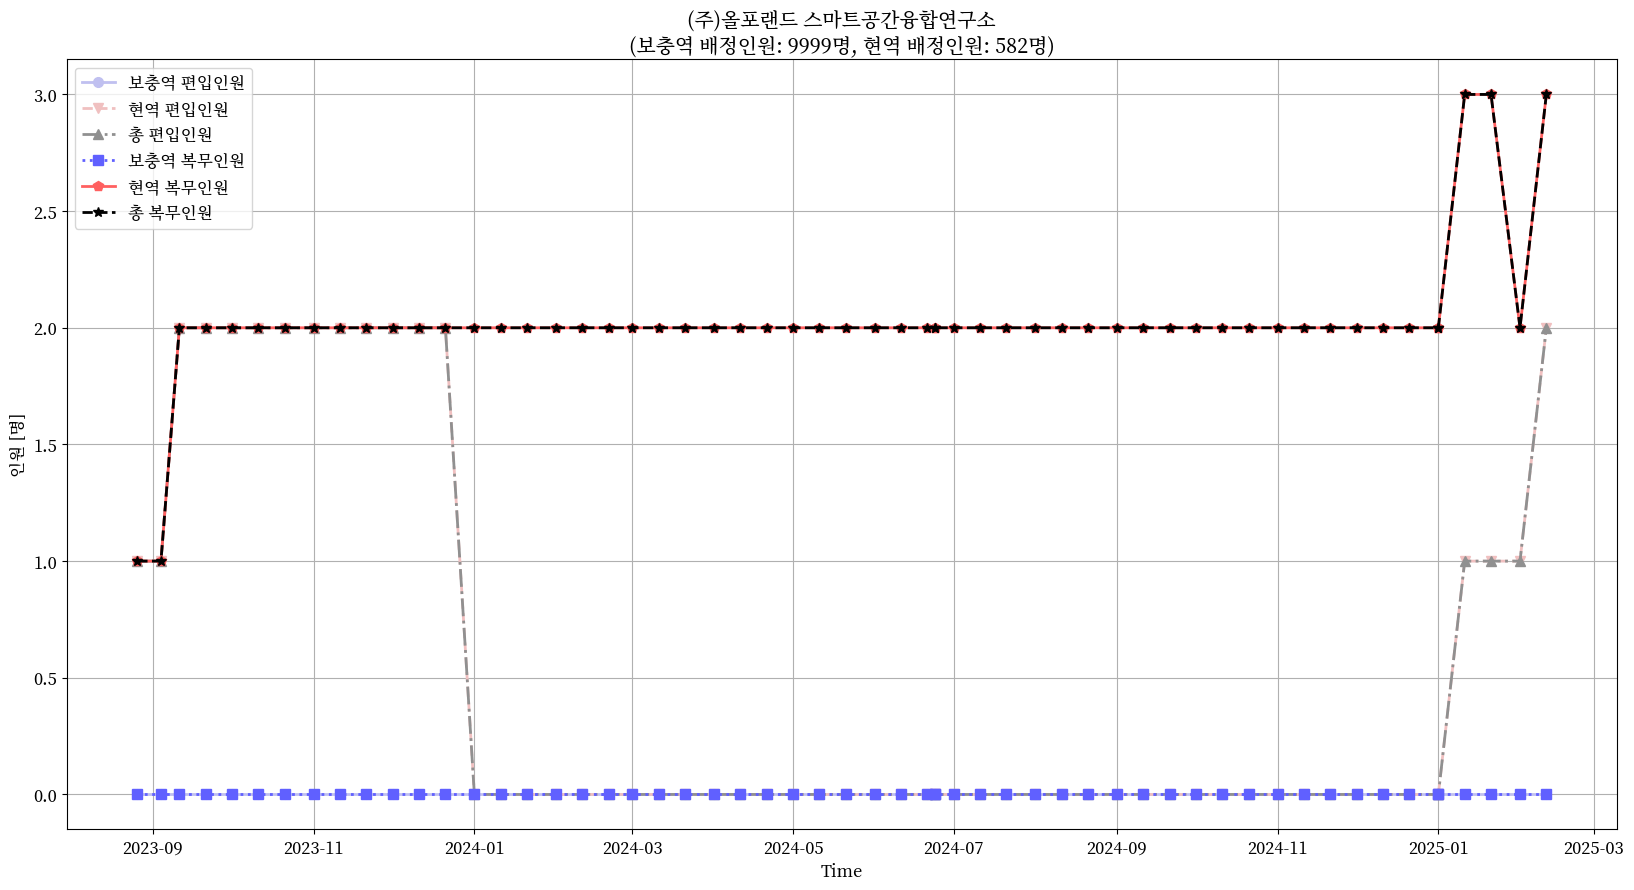 (주)올포랜드 스마트공간융합연구소
(보충역 배정인원: 9999명, 현역 배정인원: 582명)
보충역 편입인원
현역 편입인원
총 편입인원
보충역 복무인원
현역 복무인원
총 복무인원
인원 [명]
3.0
2.5
2.0
1.5
1.0
0.5
0.0
2023-09
2023-11
2024-01
2024-03
2024-05
2024-07
2024-09
2024-11
2025-01
2025-03
Time